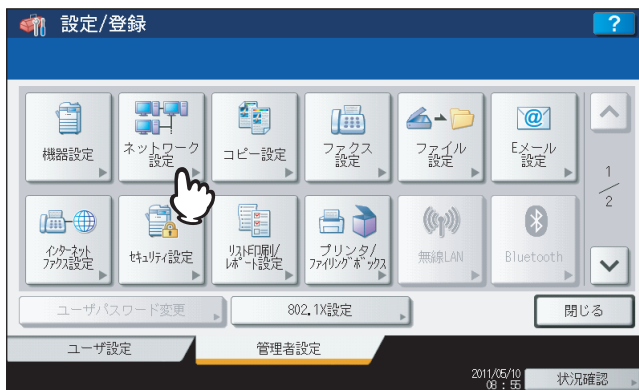 設定/登録
?
機器設定
ネットワーク
設定
コピー設定
ファクス
設定
ファイル
設定
Eメール
設定
1
2
インターネット
ファクス設定
セキュリティ設定
リスト印刷/
レポート設定
プリンタ/
ファイリングボックス
無線LAN
Bluetooth
ユーザパスワード変更
802.1X設定
閉じる
ユーザ設定
管理者設定
2011/05/10
08:55
状況確認